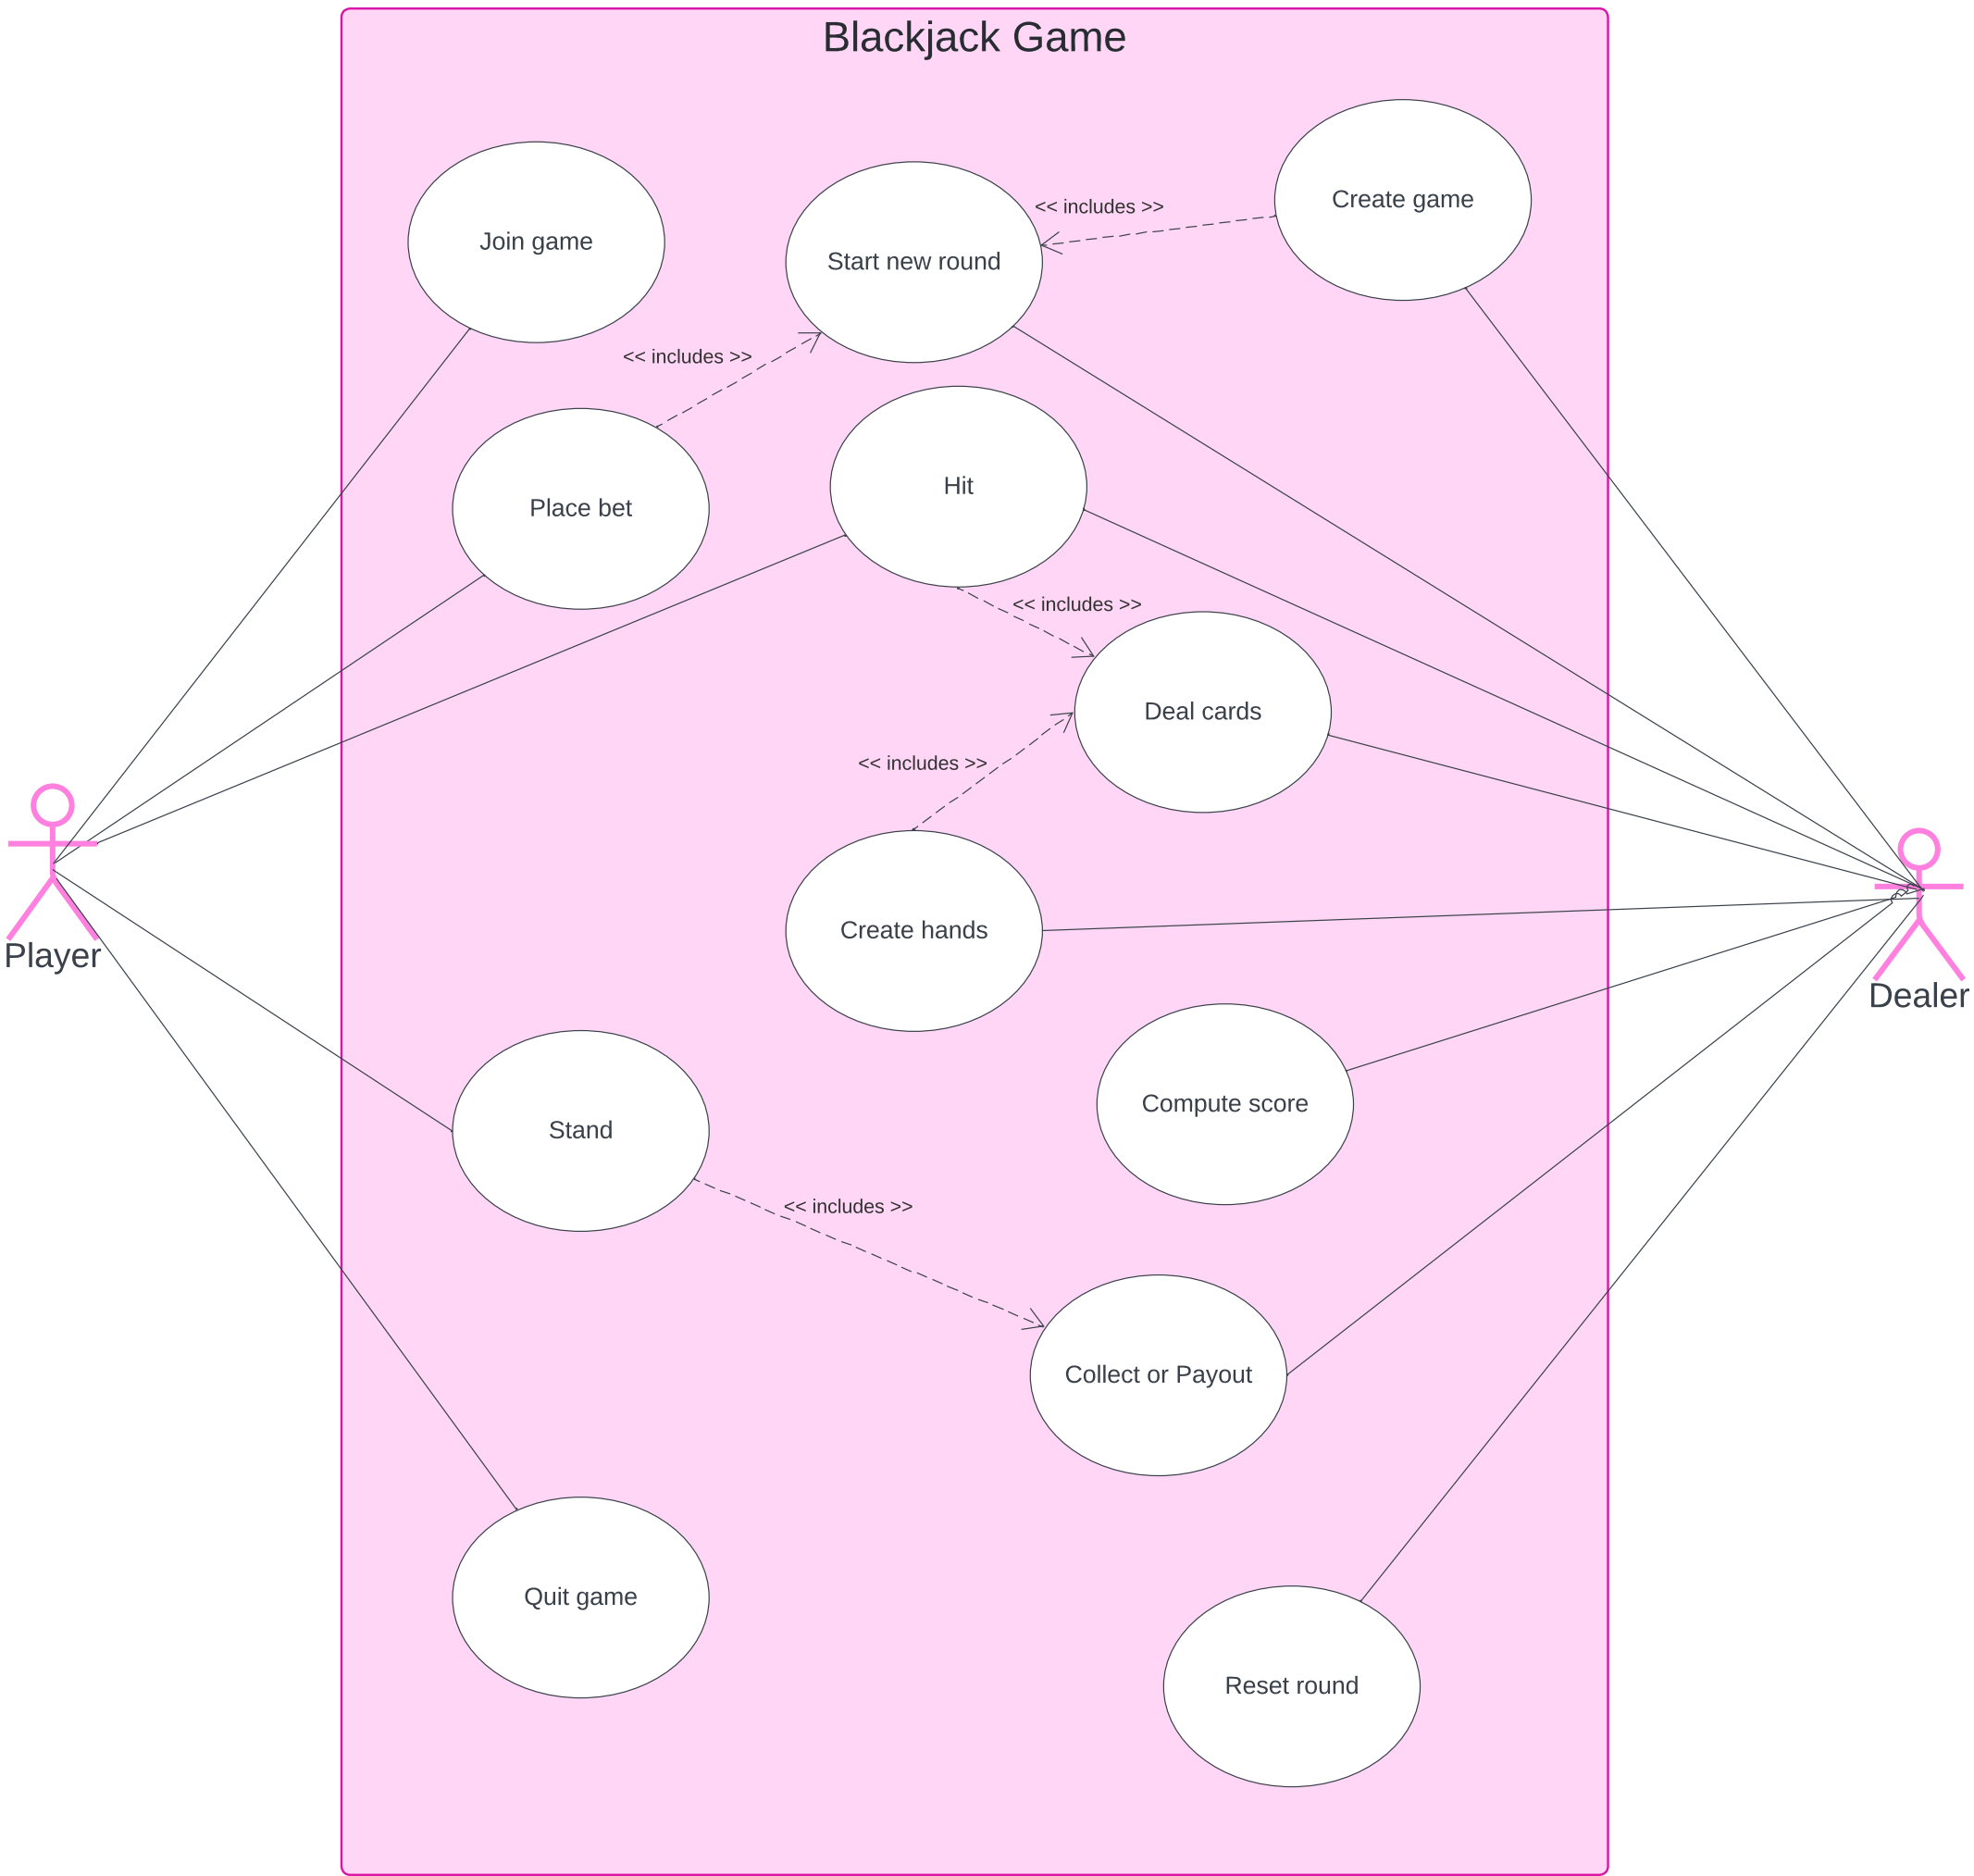 Blackjack Game
Create game
<< includes >>
Join game
Start new round
<< includes >>
Hit
Place bet
<< includes >>
Deal cards
<< includes >>
Create hands
Player
Dealer
Compute score
Stand
<< includes >>
Collect or Payout
Quit game
Reset round